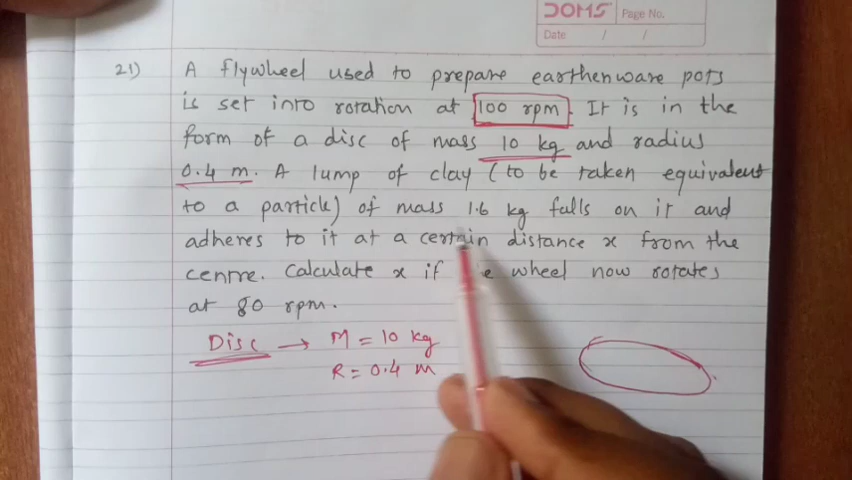 DOMS Page No.
Date / /
21) A flywheel used to prepare earthenware pots
is set into rotation at 100 rpm. It is in the
form of a disc of mass 10 kg and radius
0.4 m. A lump of clay (to be taken equivalent
to a particle) of mass 1.6 kg falls on it and
adheres to it at a certain distance x from the
centre. Calculate x if wheel now rotates
at 80 rpm.
Disc → M = 10 kg
R = 0.4 m